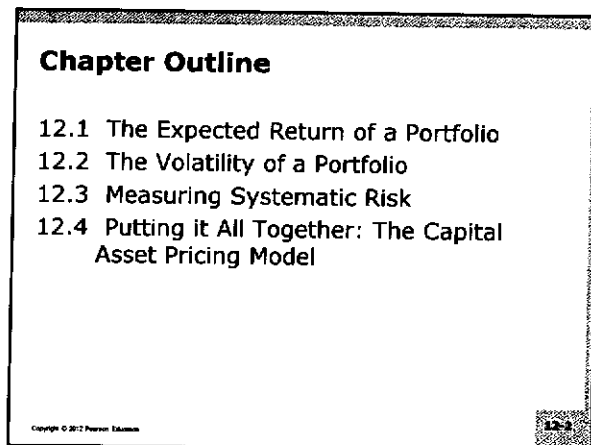 Chapter Outline
12.1 The Expected Return of a Portfolio
12.2 The Volatility of a Portfolio
12.3 Measuring Systematic Risk
12.4 Putting it All Together: The Capital
Asset Pricing Model
Copyright © 2012 Pearson Education
12-2